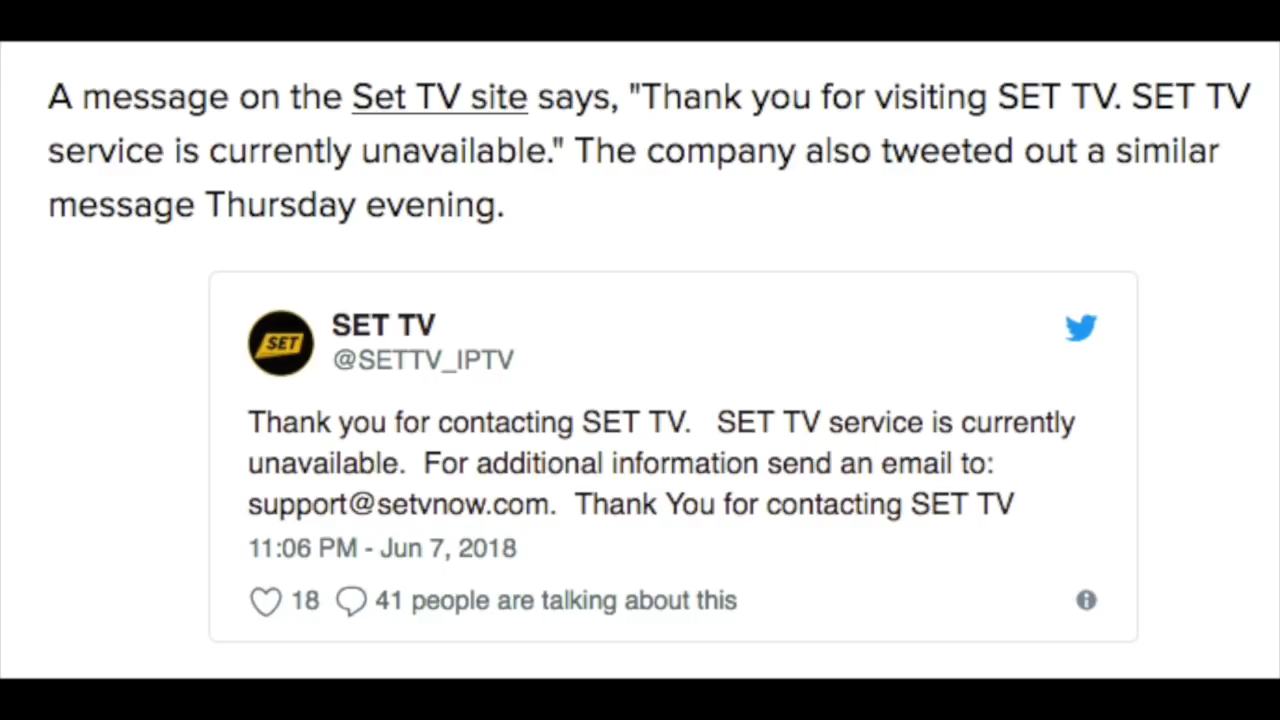 A message on the Set TV site says, "Thank you for visiting SET TV. SET TV
service is currently unavailable." The company also tweeted out a similar
message Thursday evening.
SET
SET TV
@SETTV_IPTV
Thank you for contacting SET TV.   SET TV service is currently
unavailable.  For additional information send an email to:
support@setvnow.com.  Thank You for contacting SET TV
11:06 PM - Jun 7, 2018
18 41 people are talking about this